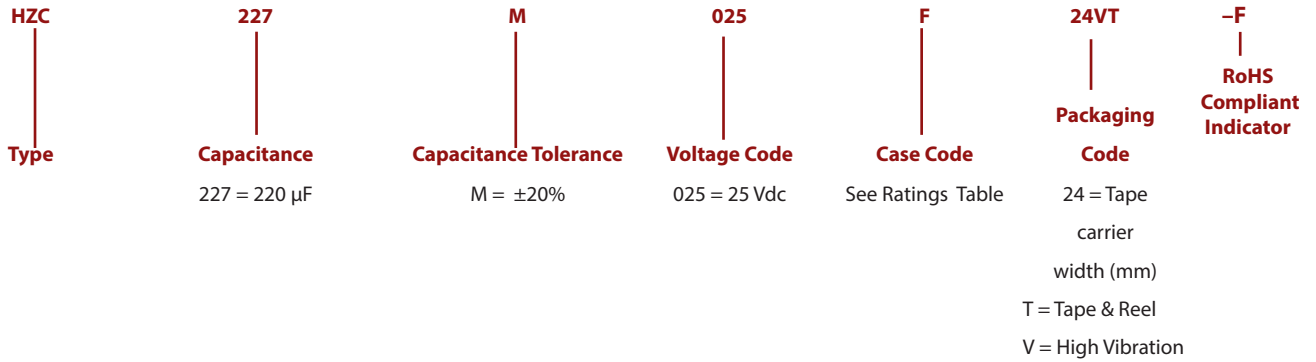 HZC 227 M 025 F 24VT –F
RoHS
Compliant
Indicator
Packaging
Type Capacitance Capacitance Tolerance Voltage Code Case Code Code
227 = 220 µF M = ±20% 025 = 25 Vdc See Ratings Table 24 = Tape
carrier
width (mm)
T = Tape & Reel
V = High Vibration